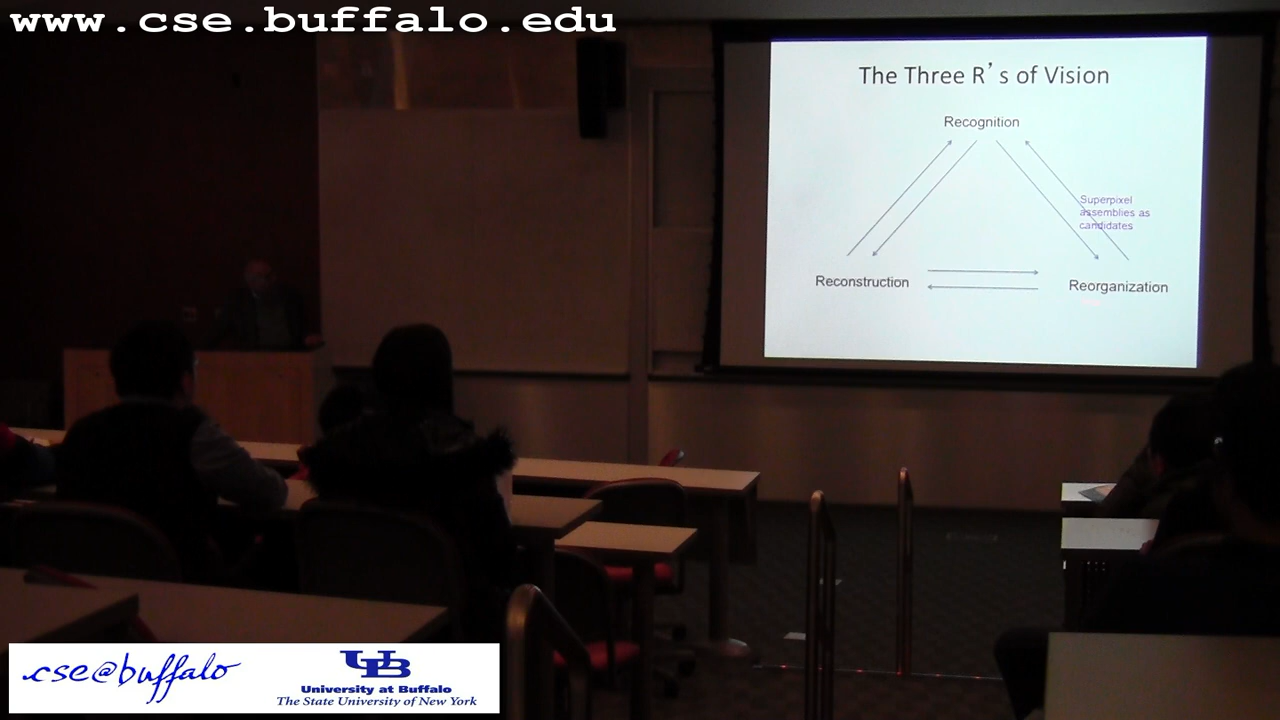 www.cse.buffalo.edu
The Three R's of Vision
Recognition
Superpixel
assemblies as
candidates
Reconstruction
Reorganization
cse@buffalo
UB
University at Buffalo
The State University of New York